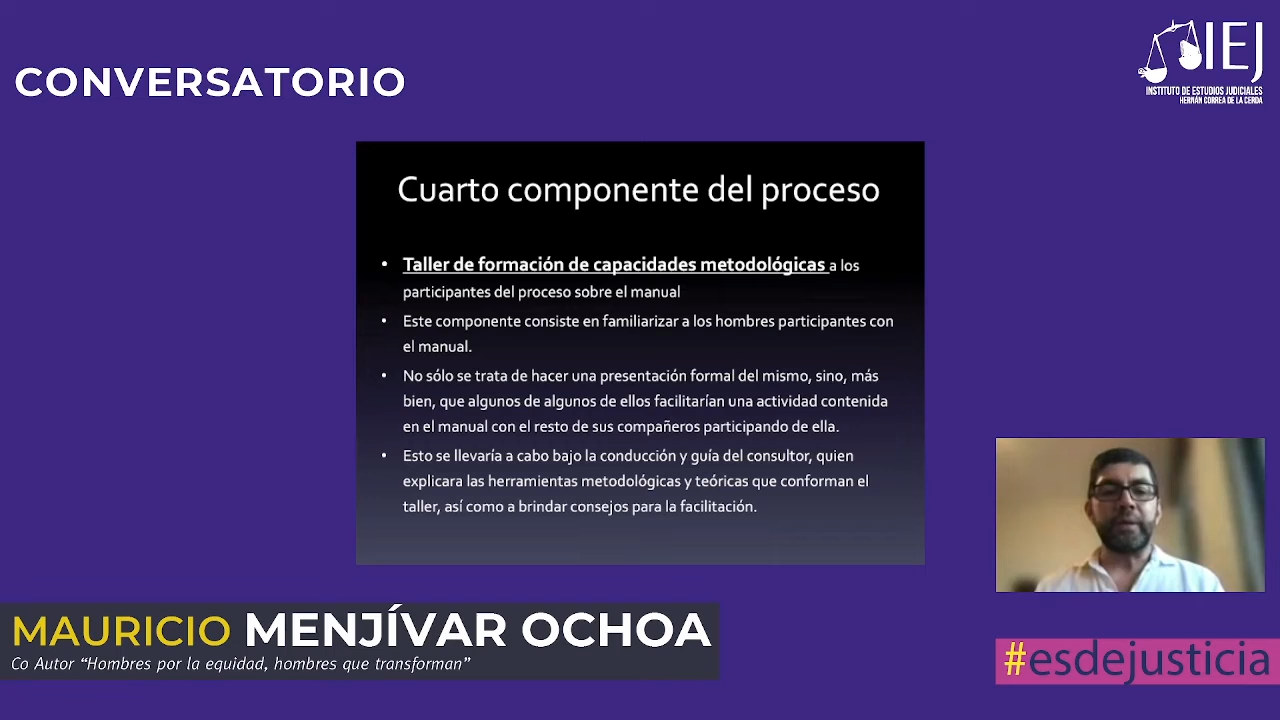 CONVERSATORIO
IEJ
INSTITUTO DE ESTUDIOS JUDICIALES
HERNÁN CORREA DE LA CERDA
Cuarto componente del proceso
• Taller de formación de capacidades metodológicas a los
participantes del proceso sobre el manual
• Este componente consiste en familiarizar a los hombres participantes con
el manual.
• No sólo se trata de hacer una presentación formal del mismo, sino, más
bien, que algunos de algunos de ellos facilitarían una actividad contenida
en el manual con el resto de sus compañeros participando de ella.
• Esto se llevaría a cabo bajo la conducción y guía del consultor, quien
explicara las herramientas metodológicas y teóricas que conforman el
taller, así como a brindar consejos para la facilitación.
MAURICIO MENJÍVAR OCHOA
Co Autor “Hombres por la equidad, hombres que transforman”
#esdejusticia